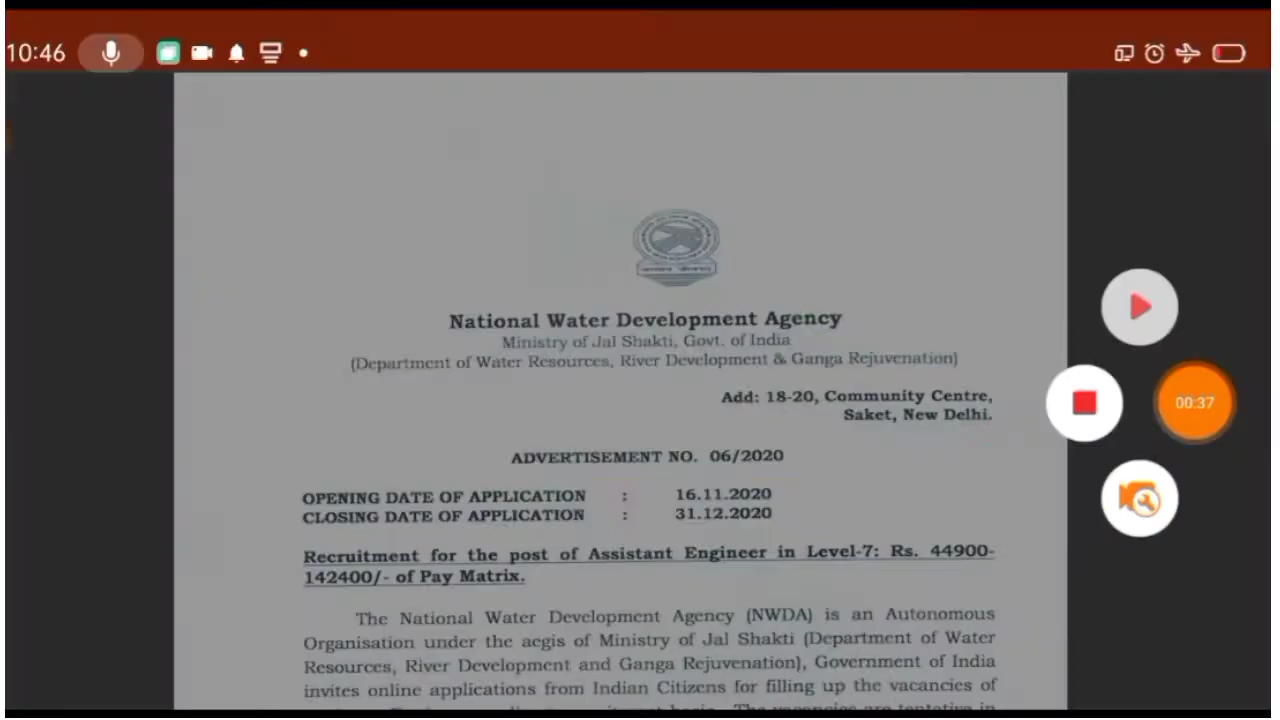 10:46
National Water Development Agency
Ministry of Jal Shakti, Govt. of India
(Department of Water Resources, River Development & Ganga Rejuvenation)
Add: 18-20, Community Centre,
Saket, New Delhi.
00:37
ADVERTISEMENT NO. 06/2020
OPENING DATE OF APPLICATION : 16.11.2020
CLOSING DATE OF APPLICATION : 31.12.2020
Recruitment for the post of Assistant Engineer in Level-7: Rs. 44900-
142400/- of Pay Matrix.
The National Water Development Agency (NWDA) is an Autonomous
Organisation under the aegis of Ministry of Jal Shakti (Department of Water
Resources, River Development and Ganga Rejuvenation), Government of India
invites online applications from Indian Citizens for filling up the vacancies of
The vacancies are tentative in